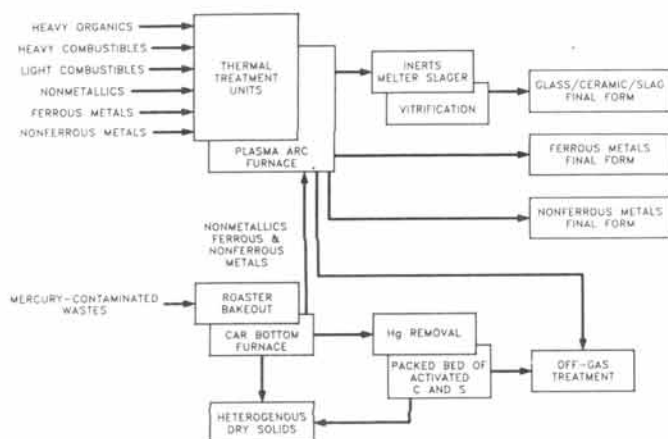 HEAVY ORGANICS
HEAVY COMBUSTIBLES
LIGHT COMBUSTIBLES
NONMETALLICS
FERROUS METALS
NONFERROUS METALS
THERMAL
TREATMENT
UNITS
PLASMA ARC
FURNACE
INERTS
MELTER SLAGER
VITRIFICATION
GLASS/CERAMIC/SLAG
FINAL FORM
FERROUS METALS
FINAL FORM
NONFERROUS METALS
FINAL FORM
NONMETALLICS
FERROUS &
NONFERROUS
METALS
MERCURY-CONTAMINATED
WASTES
ROASTER
BAKEOUT
CAR BOTTOM
FURNACE
Hg REMOVAL
PACKED BED OF
ACTIVATED
C AND S
OFF-GAS
TREATMENT
HETEROGENOUS
DRY SOLIDS